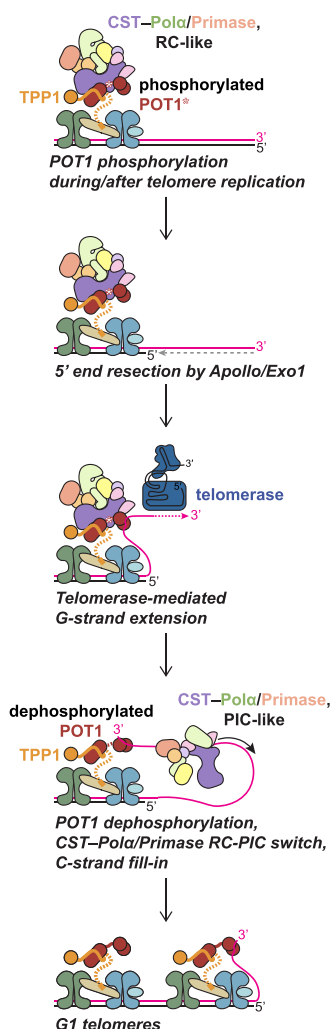 CST–Polα/Primase,
RC-like
TPP1
phosphorylated
POT1*
3'
5'
POT1 phosphorylation
during/after telomere replication
3'
5'
5' end resection by Apollo/Exo1
3'
5'
telomerase
3'
5'
Telomerase-mediated
G-strand extension
dephosphorylated
POT1
CST–Polα/Primase,
PIC-like
3'
TPP1
5'
POT1 dephosphorylation,
CST–Polα/Primase RC-PIC switch,
C-strand fill-in
3'
5'
G1 telomeres